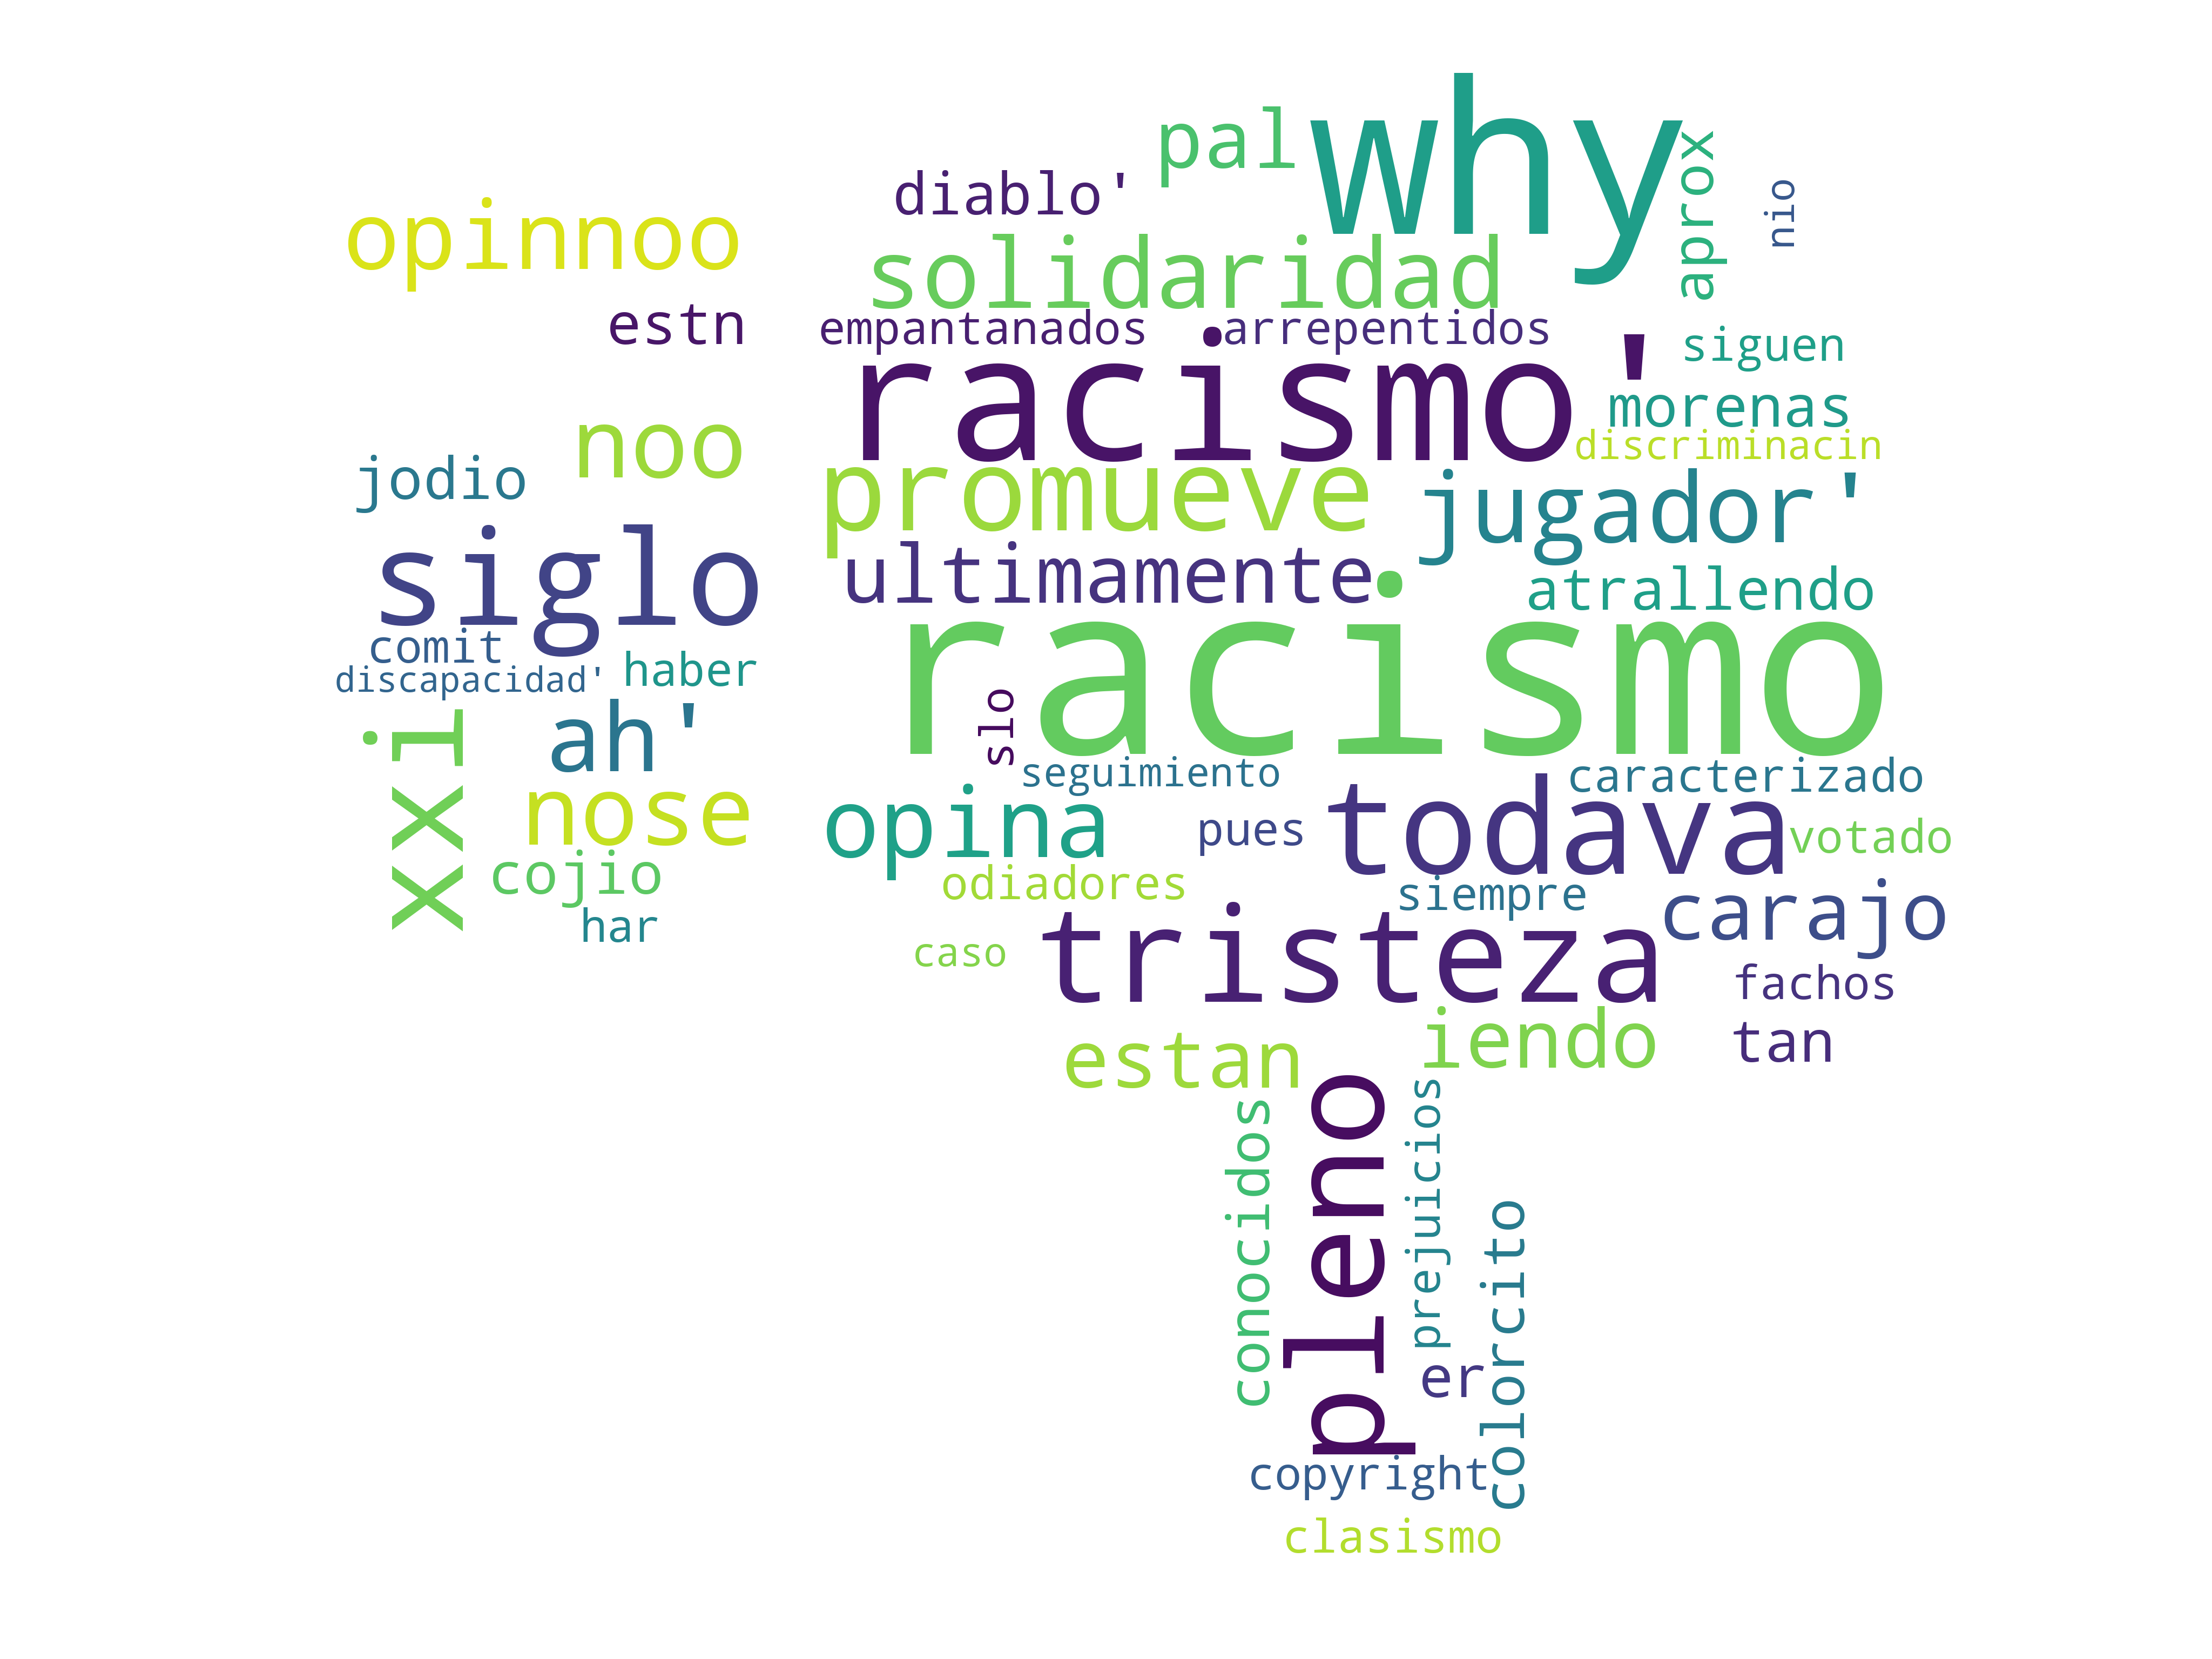 why
pal
aprox
nio
diablo'
opinnoo
solidaridad
estn
empantanados
arrepentidos
siguen
racismo'
morenas
discriminacin
noo
jodio
promueve
jugador'
siglo
ultimamente
atrallendo
comit
discapacidad'
haber
racismo
slo
xxi
ah'
seguimiento
caracterizado
nose
opina
pues
todava
votado
cojio
odiadores
siempre
carajo
har
caso
tristeza
fachos
estan
iendo
tan
conocidos
pleno
prejuicios
colorcito
er
copyright
clasismo